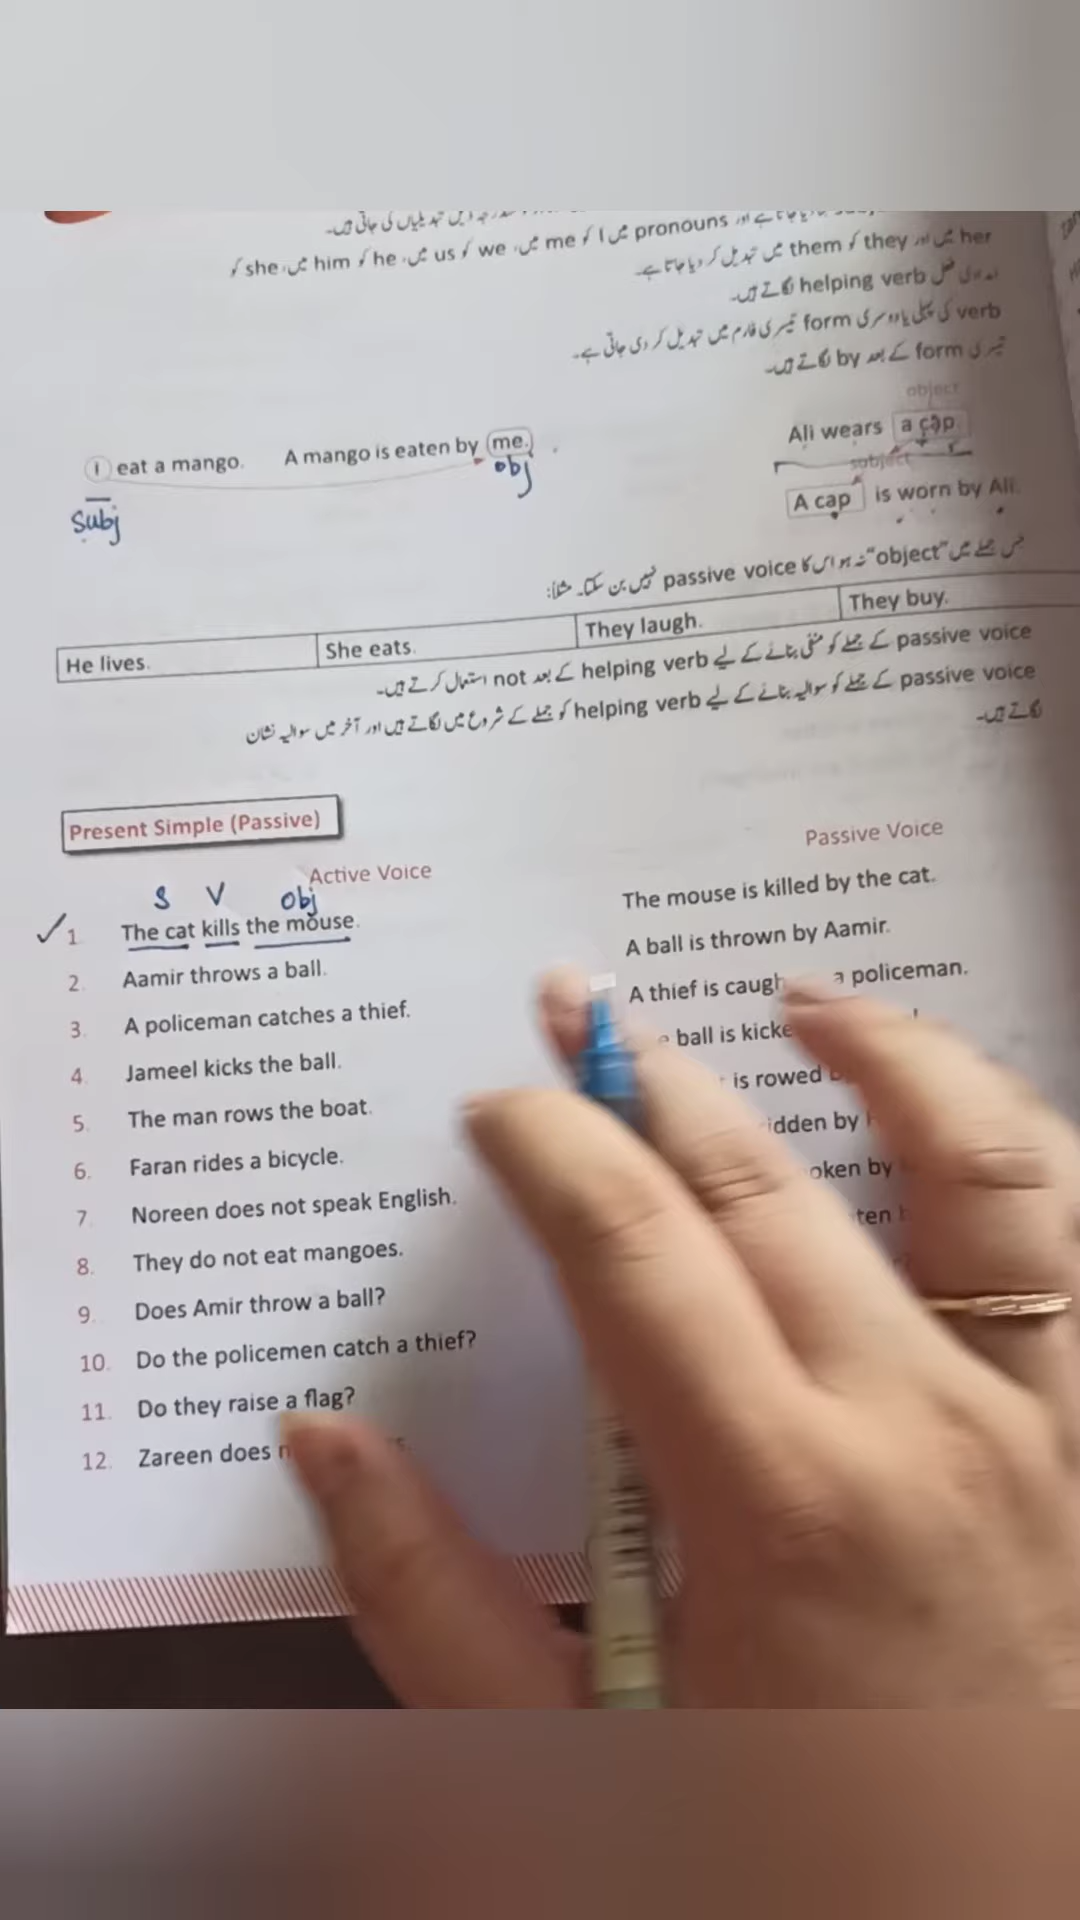 she کو him میں، he کو us میں، we کو me میں، I کو pronouns
her میں اور they کو them میں تبدیل کر دیا جاتا ہے۔
helping verb لگاتے ہیں۔
verb کی پہلی یا دوسری form تیسری فارم میں تبدیل کر دی جاتی ہے۔
تیسری form کے بعد by لگاتے ہیں۔
object
I eat a mango. A mango is eaten by me.
Ali wears a cap
obj
subject
Subj
A cap is worn by Ali.
جس جملے میں "object" نہ ہو اس کا passive voice نہیں بن سکتا۔ مثلاً:
He lives. She eats. They laugh. They buy.
passive voice کے جملے کو منفی بنانے کے لیے helping verb کے بعد not استعمال کرتے ہیں۔
passive voice کے جملے کو سوالیہ بنانے کے لیے helping verb کو جملے کے شروع میں لگاتے ہیں اور آخر میں سوالیہ نشان
لگاتے ہیں۔
Present Simple (Passive)
Active Voice Passive Voice
S V Obj
1. The cat kills the mouse. The mouse is killed by the cat.
2. Aamir throws a ball. A ball is thrown by Aamir.
3. A policeman catches a thief. A thief is a policeman.
4. Jameel kicks the ball. ball is
5. The man rows the boat. is rowed
6. Faran rides a bicycle. by
7. Noreen does not speak English. by
8. They do not eat mangoes.
9. Does Amir throw a ball?
10. Do the policemen catch a thief?
11. Do they raise a flag?
12. Zareen does